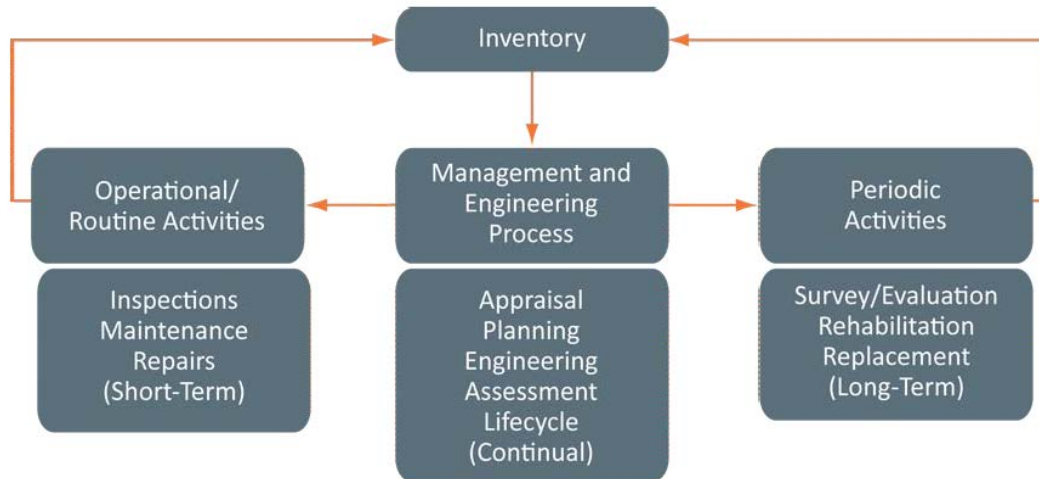 Inventory
Operational/
Routine Activities
Inspections
Maintenance
Repairs
(Short-Term)
Management and
Engineering
Process
Appraisal
Planning
Engineering
Assessment
Lifecycle
(Continual)
Periodic
Activities
Survey/Evaluation
Rehabilitation
Replacement
(Long-Term)